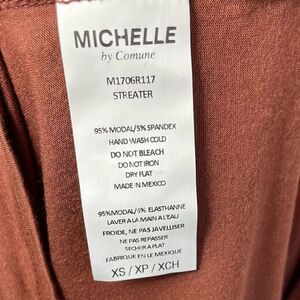 MICHELLE
by Comune
M1706R117
STREATER
95% MODAL/5% SPANDEX
HAND WASH COLD
DO NOT BLEACH
DO NOT IRON
DRY FLAT
MADE IN MEXICO
95%MODAL/5% ELASTHANNE
LAVER A LA MAIN A L'EAU
FROIDE, NE PAS JAVELLISER
NE PAS REPASSER
SECHER A PLAT
FABRIQUE EN LE MEXIQUE
XS / XP / XCH